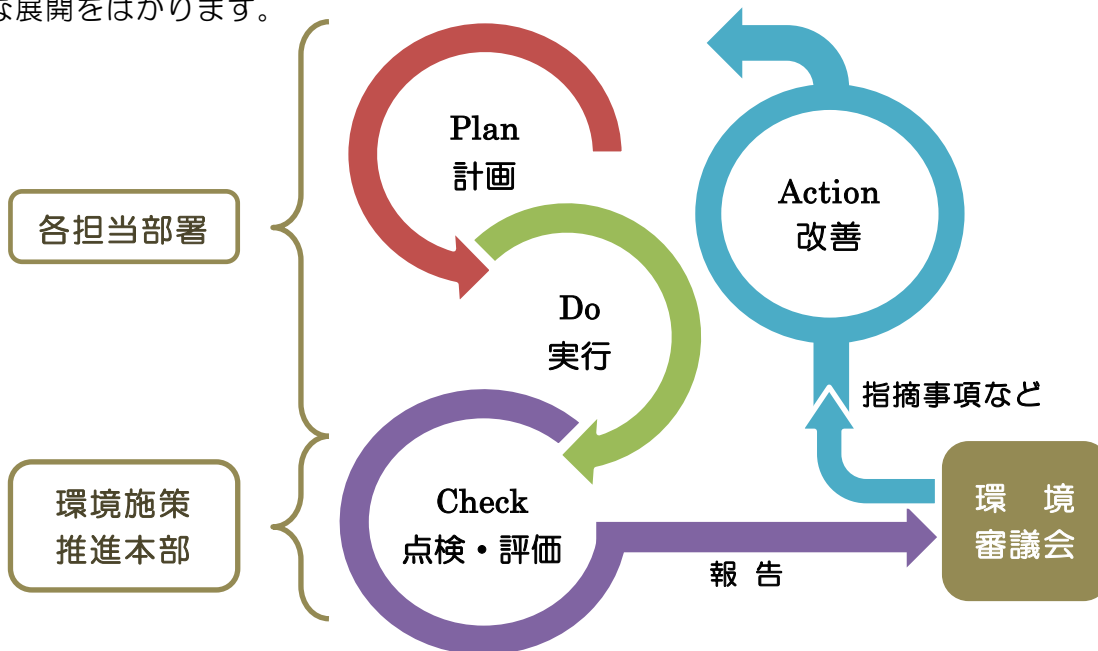 な展開をはかります。
Plan
計画
各担当部署
Action
改善
Do
実行
指摘事項など
環境施策
推進本部
Check
点検・評価
報 告
環 境
審議会